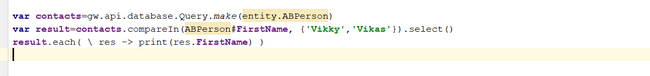 var contacts=gw.api.database.Query.make(entity.ABPerson)
var result=contacts.compareIn(ABPerson#FirstName, {'Vikky','Vikas'}).select()
result.each( \ res -> print(res.FirstName) )